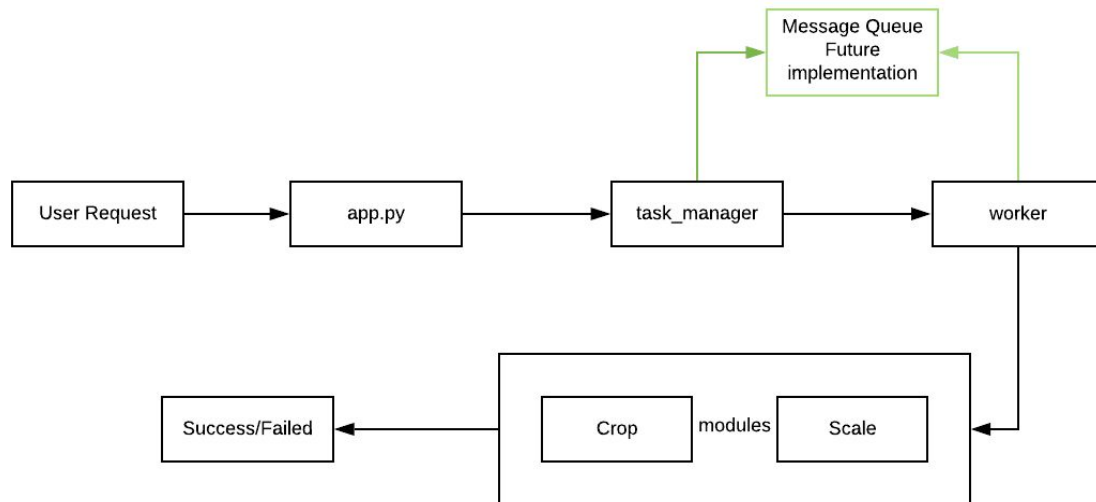 Message Queue
Future
implementation
User Request
app.py
task_manager
worker
Success/Failed
Crop
modules
Scale